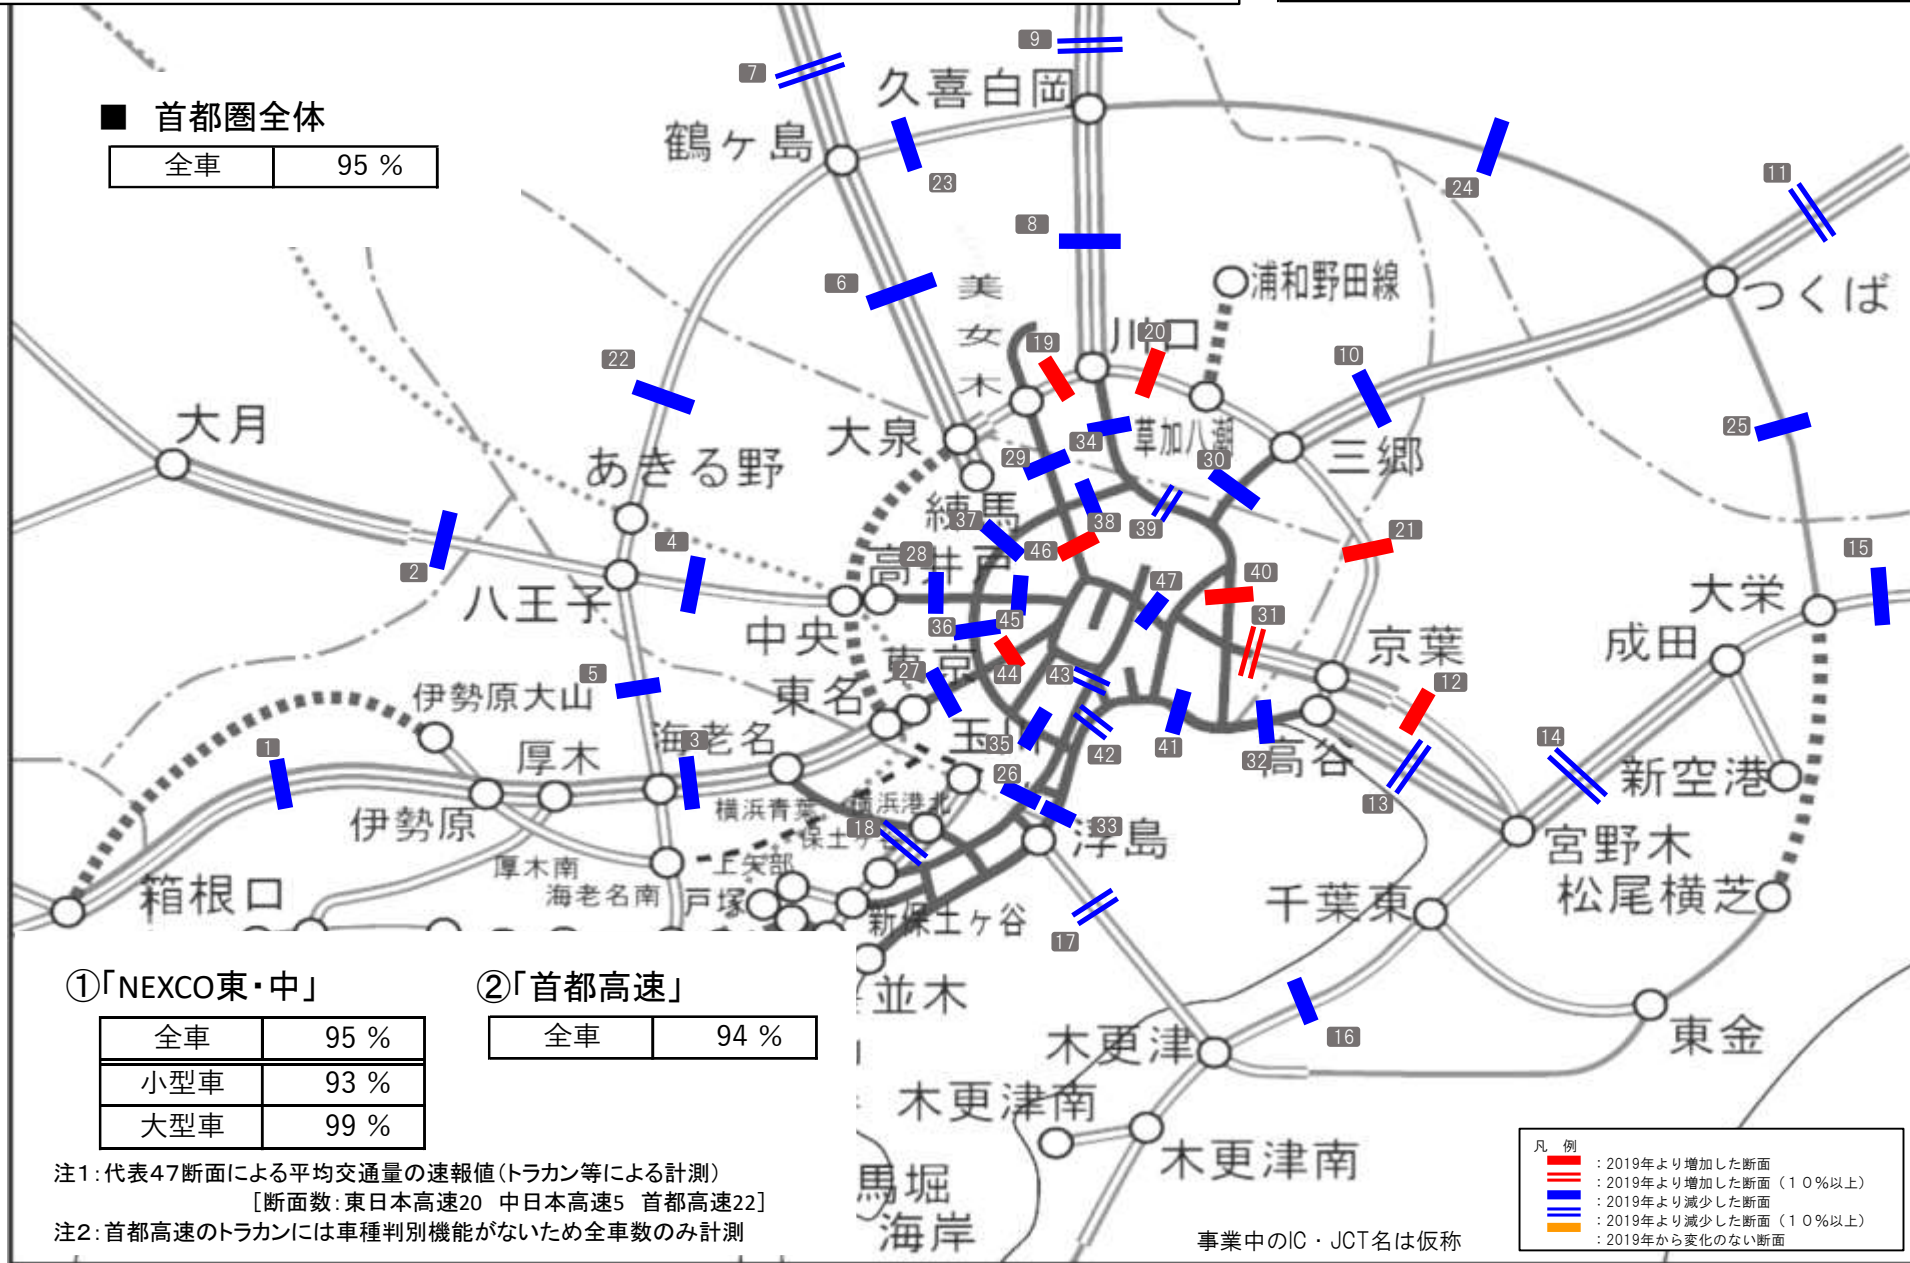 ■ 首都圏全体
全車 95 %
9
7
久喜白岡
鶴ヶ島
23
24
11
8
6
美女木
浦和野田線
つくば
22
19
川口
20
10
大月
あきる野
大泉
34
草加八潮
三郷
25
29
30
練馬
37
38
39
46
21
2
4
28
高井戸
47
40
15
八王子
36
45
31
大栄
中央
東京
京葉
成田
5
伊勢原大山
27
44
43
12
東名
1
厚木
海老名
3
玉川
35
42
41
32
高谷
14
新空港
13
26
伊勢原
横浜青葉
横浜港北
18
保土ヶ谷
33
浮島
宮野木
厚木南
上矢部
箱根口
海老名南
戸塚
新保土ヶ谷
千葉東
松尾横芝
17
並木
16
東金
木更津
木更津南
木更津南
馬堀
海岸
①「NEXCO東・中」
全車 95 %
小型車 93 %
大型車 99 %
②「首都高速」
全車 94 %
注1：代表47断面による平均交通量の速報値（トラカン等による計測）
［断面数：東日本高速20 中日本高速5 首都高速22］
注2：首都高速のトラカンには車種判別機能がないため全車数のみ計測
事業中のIC・JCT名は仮称
凡 例
：2019年より増加した断面
：2019年より増加した断面（１０％以上）
：2019年より減少した断面
：2019年より減少した断面（１０％以上）
：2019年から変化のない断面